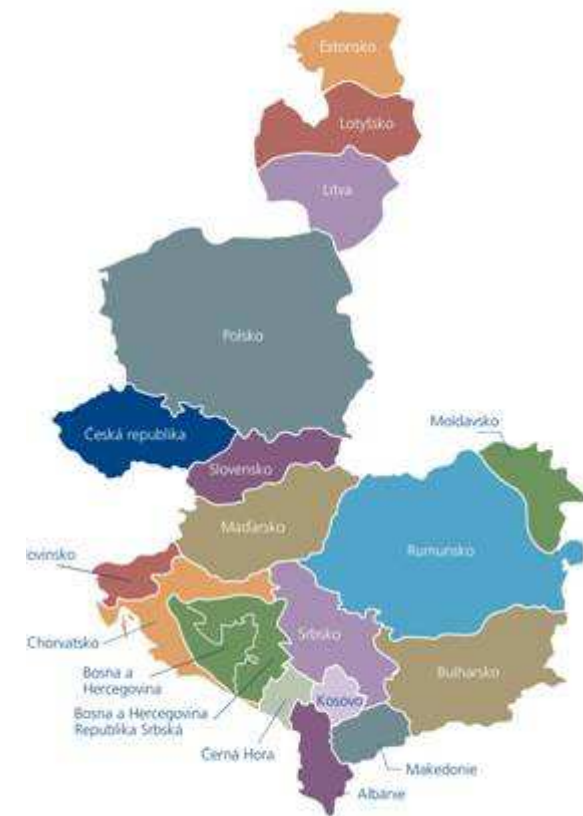 Estonsko
Lotyšsko
Litva
Polsko
Česká republika
Slovensko
Moldavsko
Maďarsko
Rumunsko
ovinsko
Chorvatsko
Srbsko
Bosna a
Hercegovina
Bulharsko
Kosovo
Bosna a Hercegovina
Republika Srbská
Černá Hora
Makedonie
Albánie